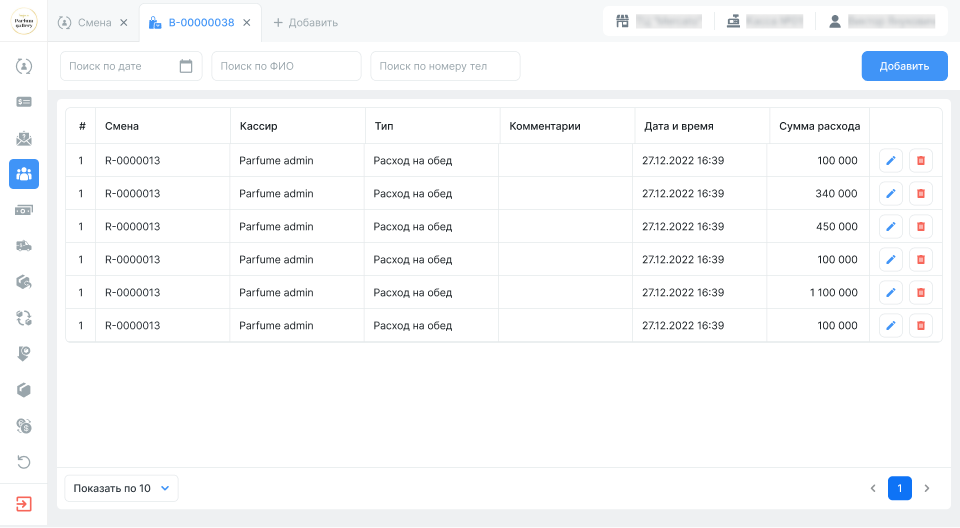 Parfum
gallery
Смена
B-00000038
Добавить
Поиск по дате
Поиск по ФИО
Поиск по номеру тел
Добавить
# Смена Кассир Тип Комментарии Дата и время Сумма расхода
1 R-0000013 Parfume admin Расход на обед 27.12.2022 16:39 100 000
1 R-0000013 Parfume admin Расход на обед 27.12.2022 16:39 340 000
1 R-0000013 Parfume admin Расход на обед 27.12.2022 16:39 450 000
1 R-0000013 Parfume admin Расход на обед 27.12.2022 16:39 100 000
1 R-0000013 Parfume admin Расход на обед 27.12.2022 16:39 1 100 000
1 R-0000013 Parfume admin Расход на обед 27.12.2022 16:39 100 000
Показать по 10
1